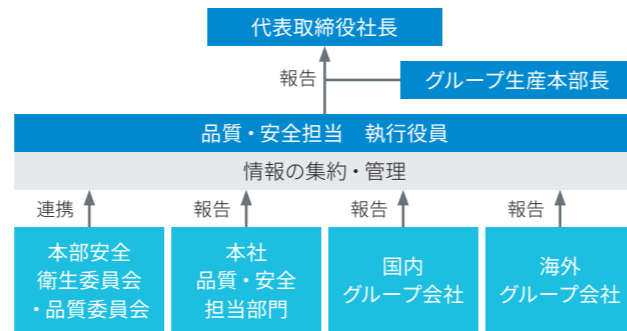 代表取締役社長
報告
グループ生産本部長
品質・安全担当　執行役員
情報の集約・管理
連携
報告
報告
報告
本部安全
衛生委員会
・品質委員会
本社
品質・安全
担当部門
国内
グループ会社
海外
グループ会社